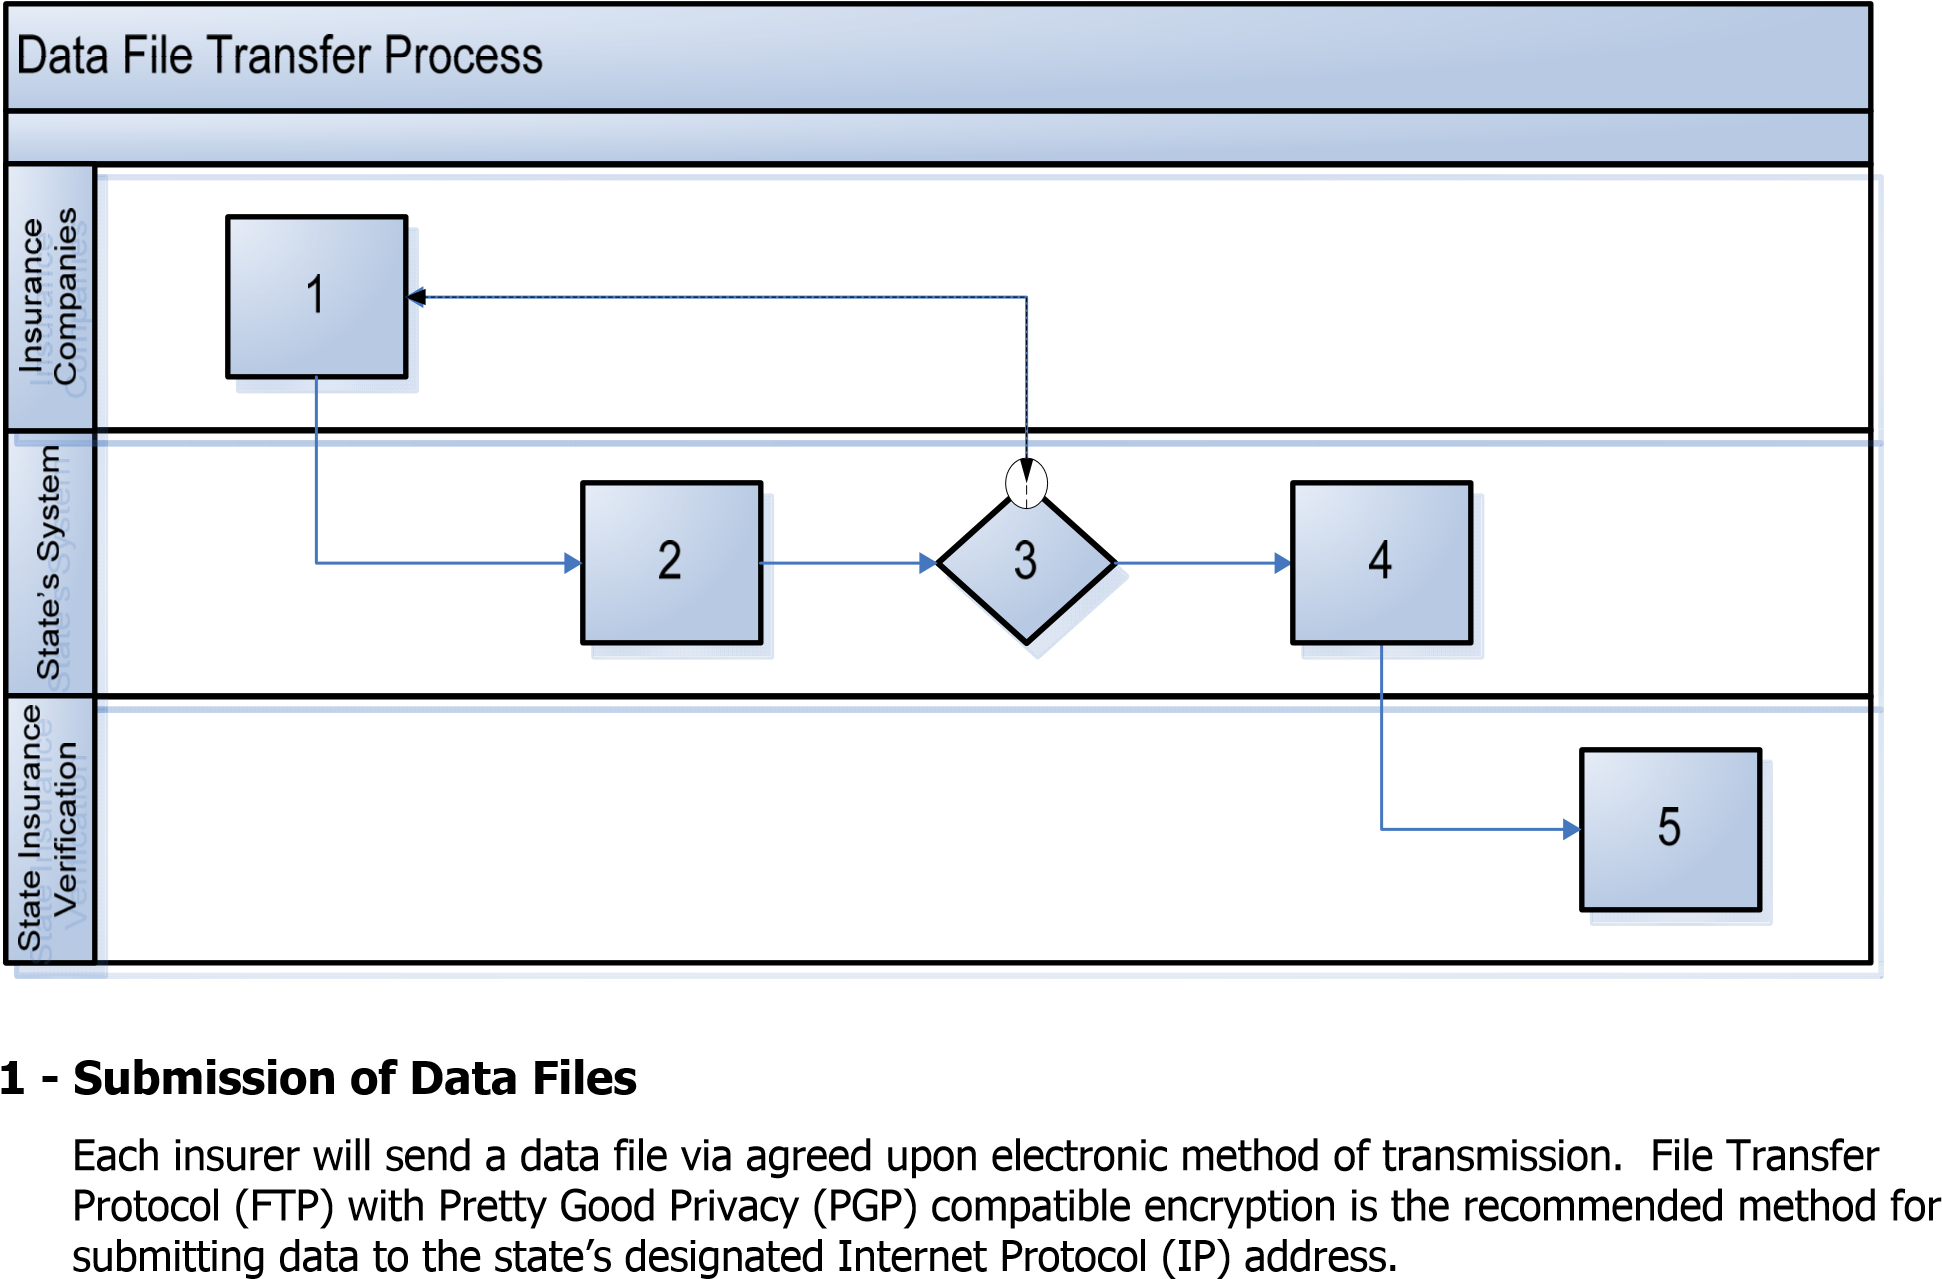 Data File Transfer Process
Insurance
Companies
1
State’s System
2
3
4
State Insurance
Verification
5
1 - Submission of Data Files
Each insurer will send a data file via agreed upon electronic method of transmission.  File Transfer
Protocol (FTP) with Pretty Good Privacy (PGP) compatible encryption is the recommended method for
submitting data to the state’s designated Internet Protocol (IP) address.